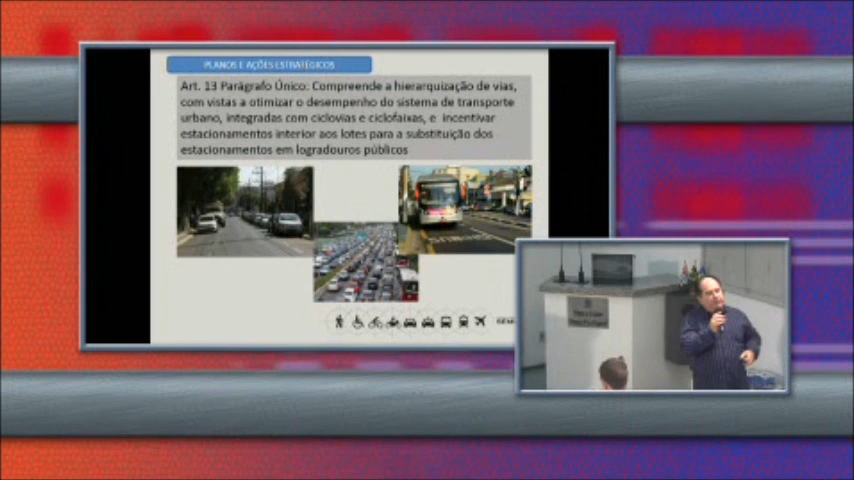 PLANOS E AÇÕES ESTRATÉGICOS
Art. 13 Parágrafo Único: Compreende a hierarquização de vias,
com vistas a otimizar o desempenho do sistema de transporte
urbano, integradas com ciclovias e ciclofaixas, e incentivar
estacionamentos interior aos lotes para a substituição dos
estacionamentos em logradouros públicos